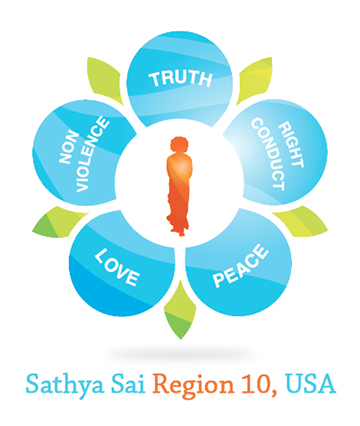 TRUTH
RIGHT
CONDUCT
PEACE
LOVE
NON
VIOLENCE
Sathya Sai Region 10, USA